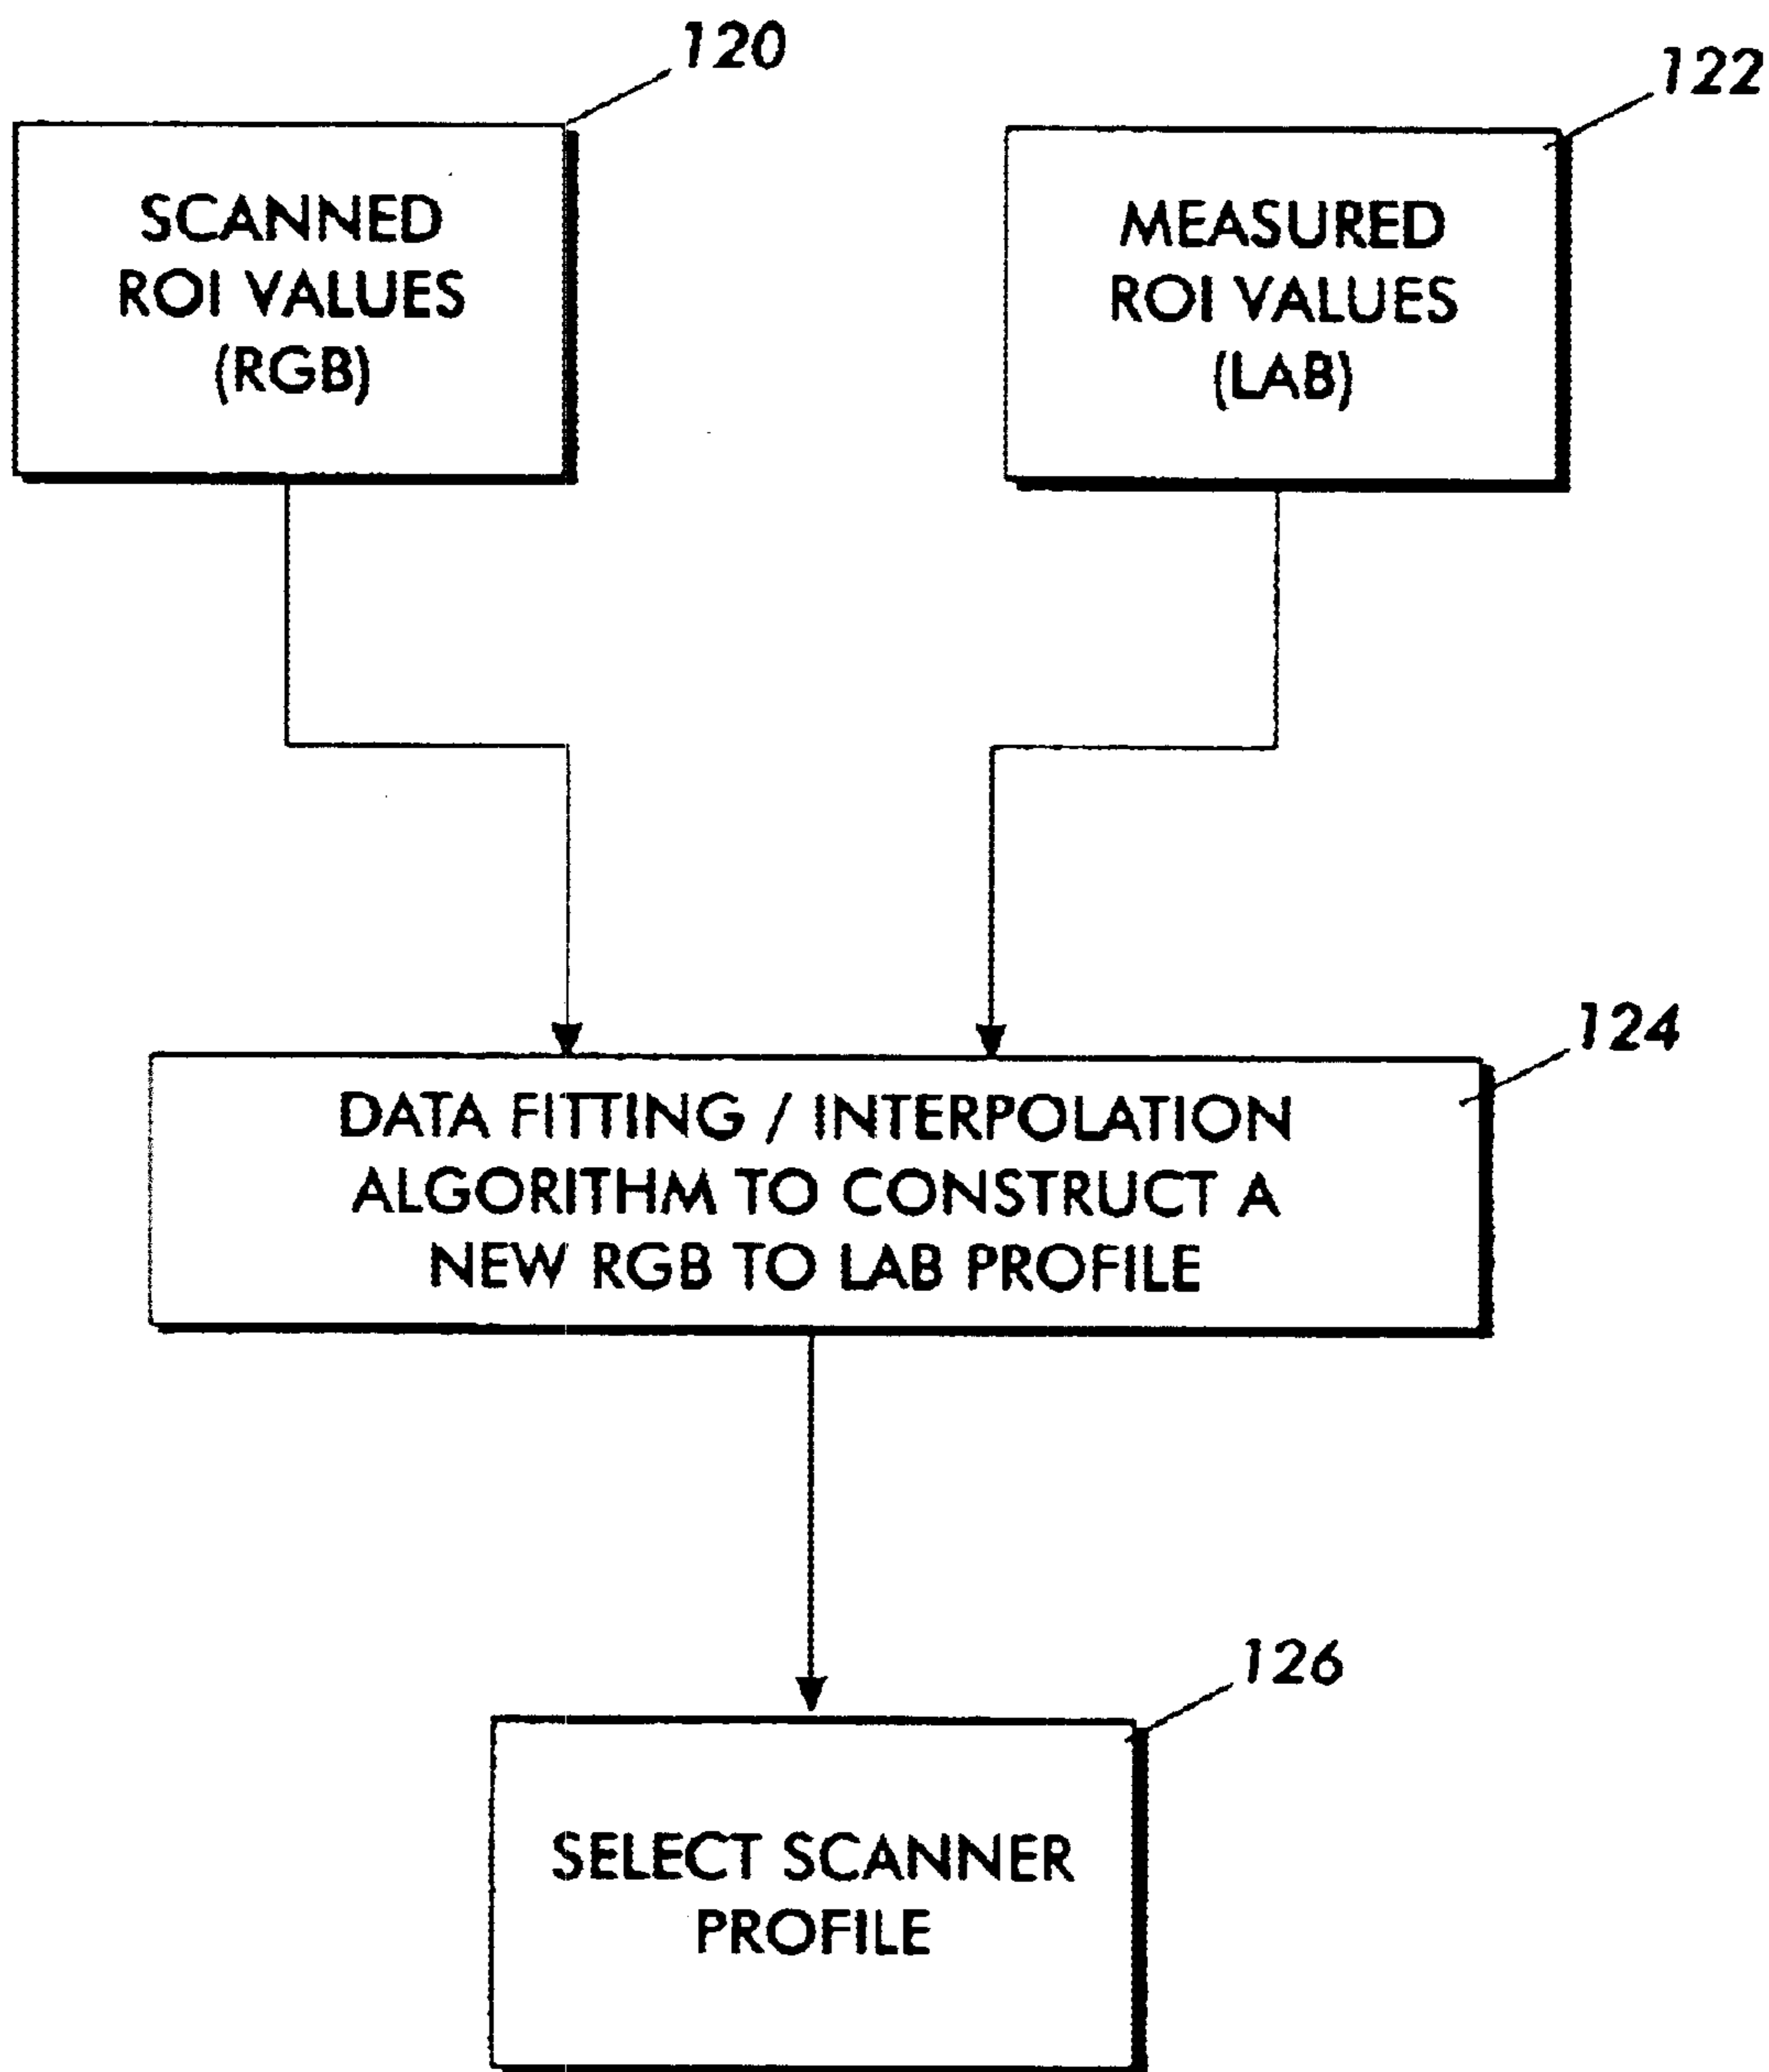 120
122
SCANNED
ROI VALUES
(RGB)
MEASURED
ROI VALUES
(LAB)
124
DATA FITTING / INTERPOLATION
ALGORITHM TO CONSTRUCT A
NEW RGB TO LAB PROFILE
126
SELECT SCANNER
PROFILE